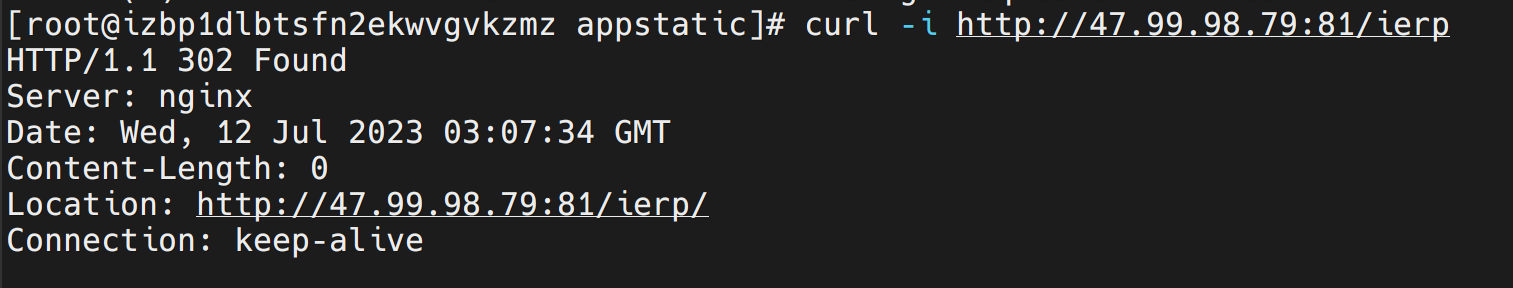 [root@izbp1dlbtsfn2ekwvgvkzmz appstatic]# curl -i http://47.99.98.79:81/ierp
HTTP/1.1 302 Found
Server: nginx
Date: Wed, 12 Jul 2023 03:07:34 GMT
Content-Length: 0
Location: http://47.99.98.79:81/ierp/
Connection: keep-alive